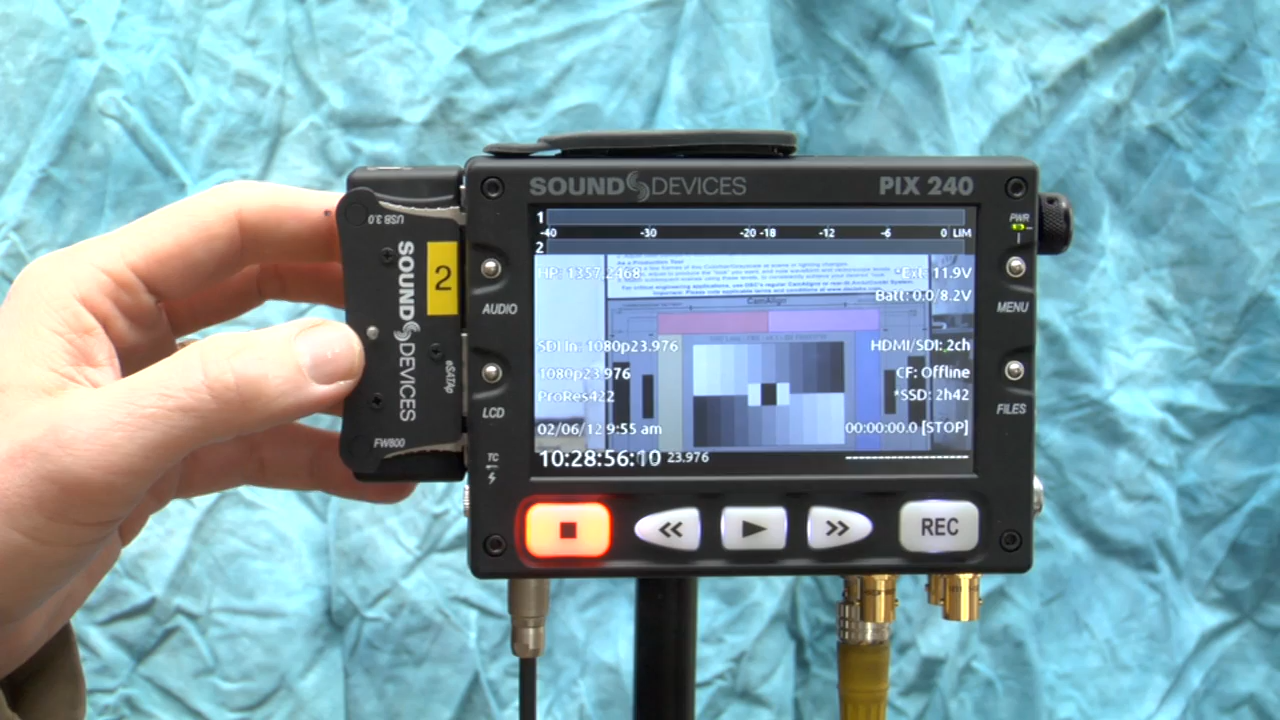 SOUND DEVICES
PIX 240
1
-40 -30 -20 -18 -12 -6 0 LIM
2
HP: 1357,2468
*Ext: 11.9V
Batt: 0.0/8.2V
CamAlign
SDI In: 1080p23.976
HDMI/SDI: 2ch
1080p23.976
CF: Offline
ProRes422
*SSD: 2h42
02/06/12 9:55 am
00:00:00.0 [STOP]
10:28:56:10 23.976
AUDIO
LCD
TC
PWR
MENU
FILES
REC
USB 3.0
SOUND DEVICES
2
eSATAp
FW800